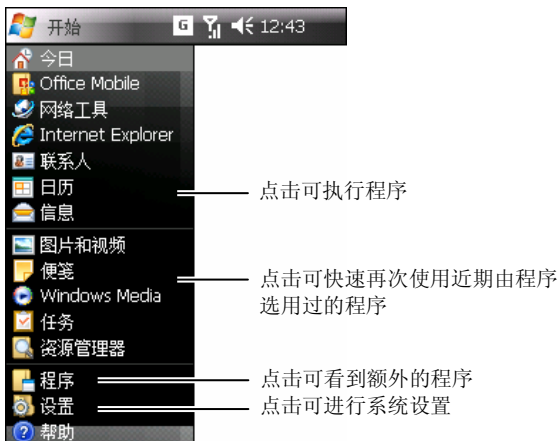 开始 G 12:43
今日
Office Mobile
网络工具
Internet Explorer
联系人
日历
点击可执行程序
信息
图片和视频
便笺
点击可快速再次使用近期由程序
Windows Media
选用过的程序
任务
资源管理器
程序
点击可看到额外的程序
设置
点击可进行系统设置
帮助